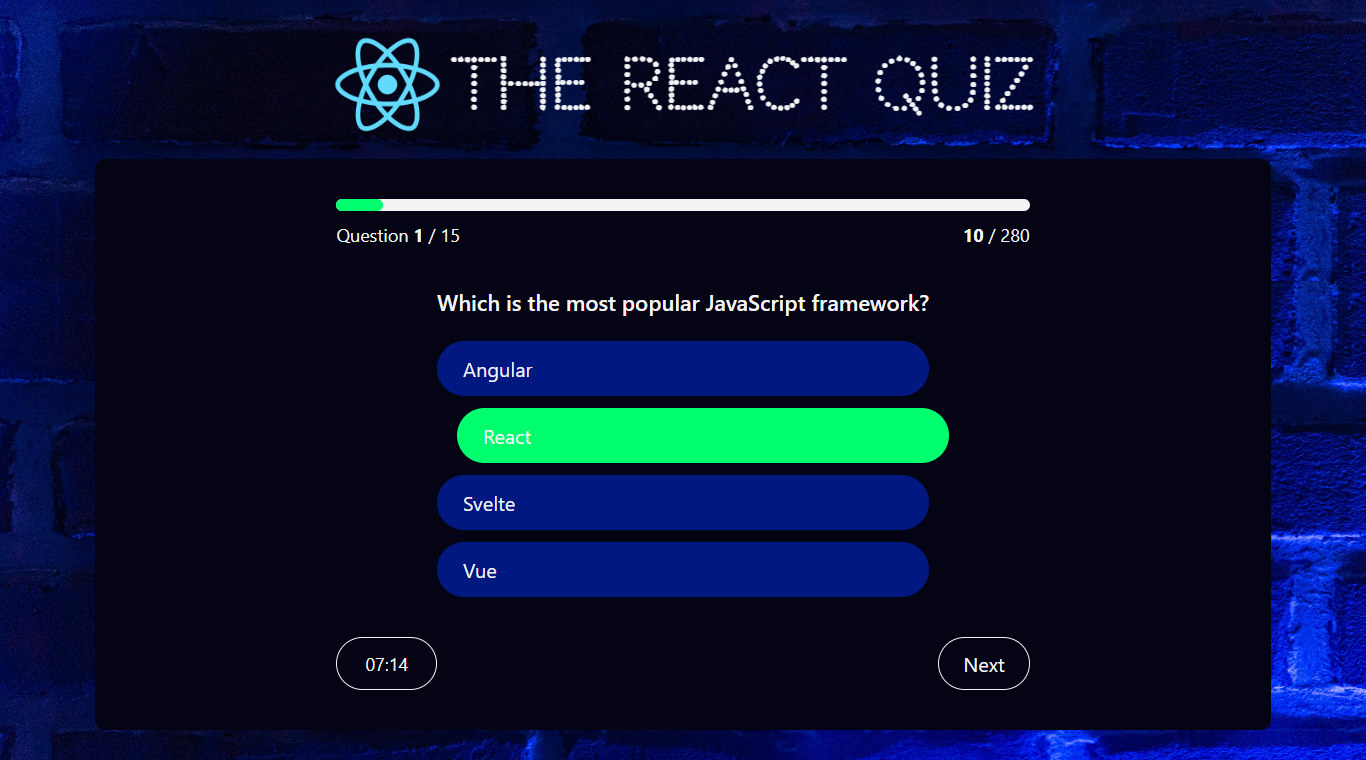 THE REACT QUIZ
Question 1 / 15
10 / 280
Which is the most popular JavaScript framework?
Angular
React
Svelte
Vue
07:14
Next